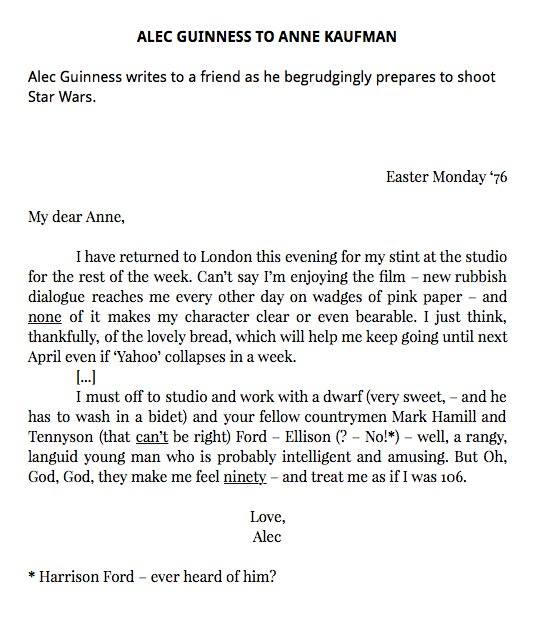 ALEC GUINNESS TO ANNE KAUFMAN
Alec Guinness writes to a friend as he begrudgingly prepares to shoot
Star Wars.
Easter Monday ‘76
My dear Anne,
I have returned to London this evening for my stint at the studio
for the rest of the week. Can’t say I’m enjoying the film – new rubbish
dialogue reaches me every other day on wadges of pink paper – and
none of it makes my character clear or even bearable. I just think,
thankfully, of the lovely bread, which will help me keep going until next
April even if ‘Yahoo’ collapses in a week.
[...]
I must off to studio and work with a dwarf (very sweet, – and he
has to wash in a bidet) and your fellow countrymen Mark Hamill and
Tennyson (that can’t be right) Ford – Ellison (? – No!*) – well, a rangy,
languid young man who is probably intelligent and amusing. But Oh,
God, God, they make me feel ninety – and treat me as if I was 106.
Love,
Alec
* Harrison Ford – ever heard of him?